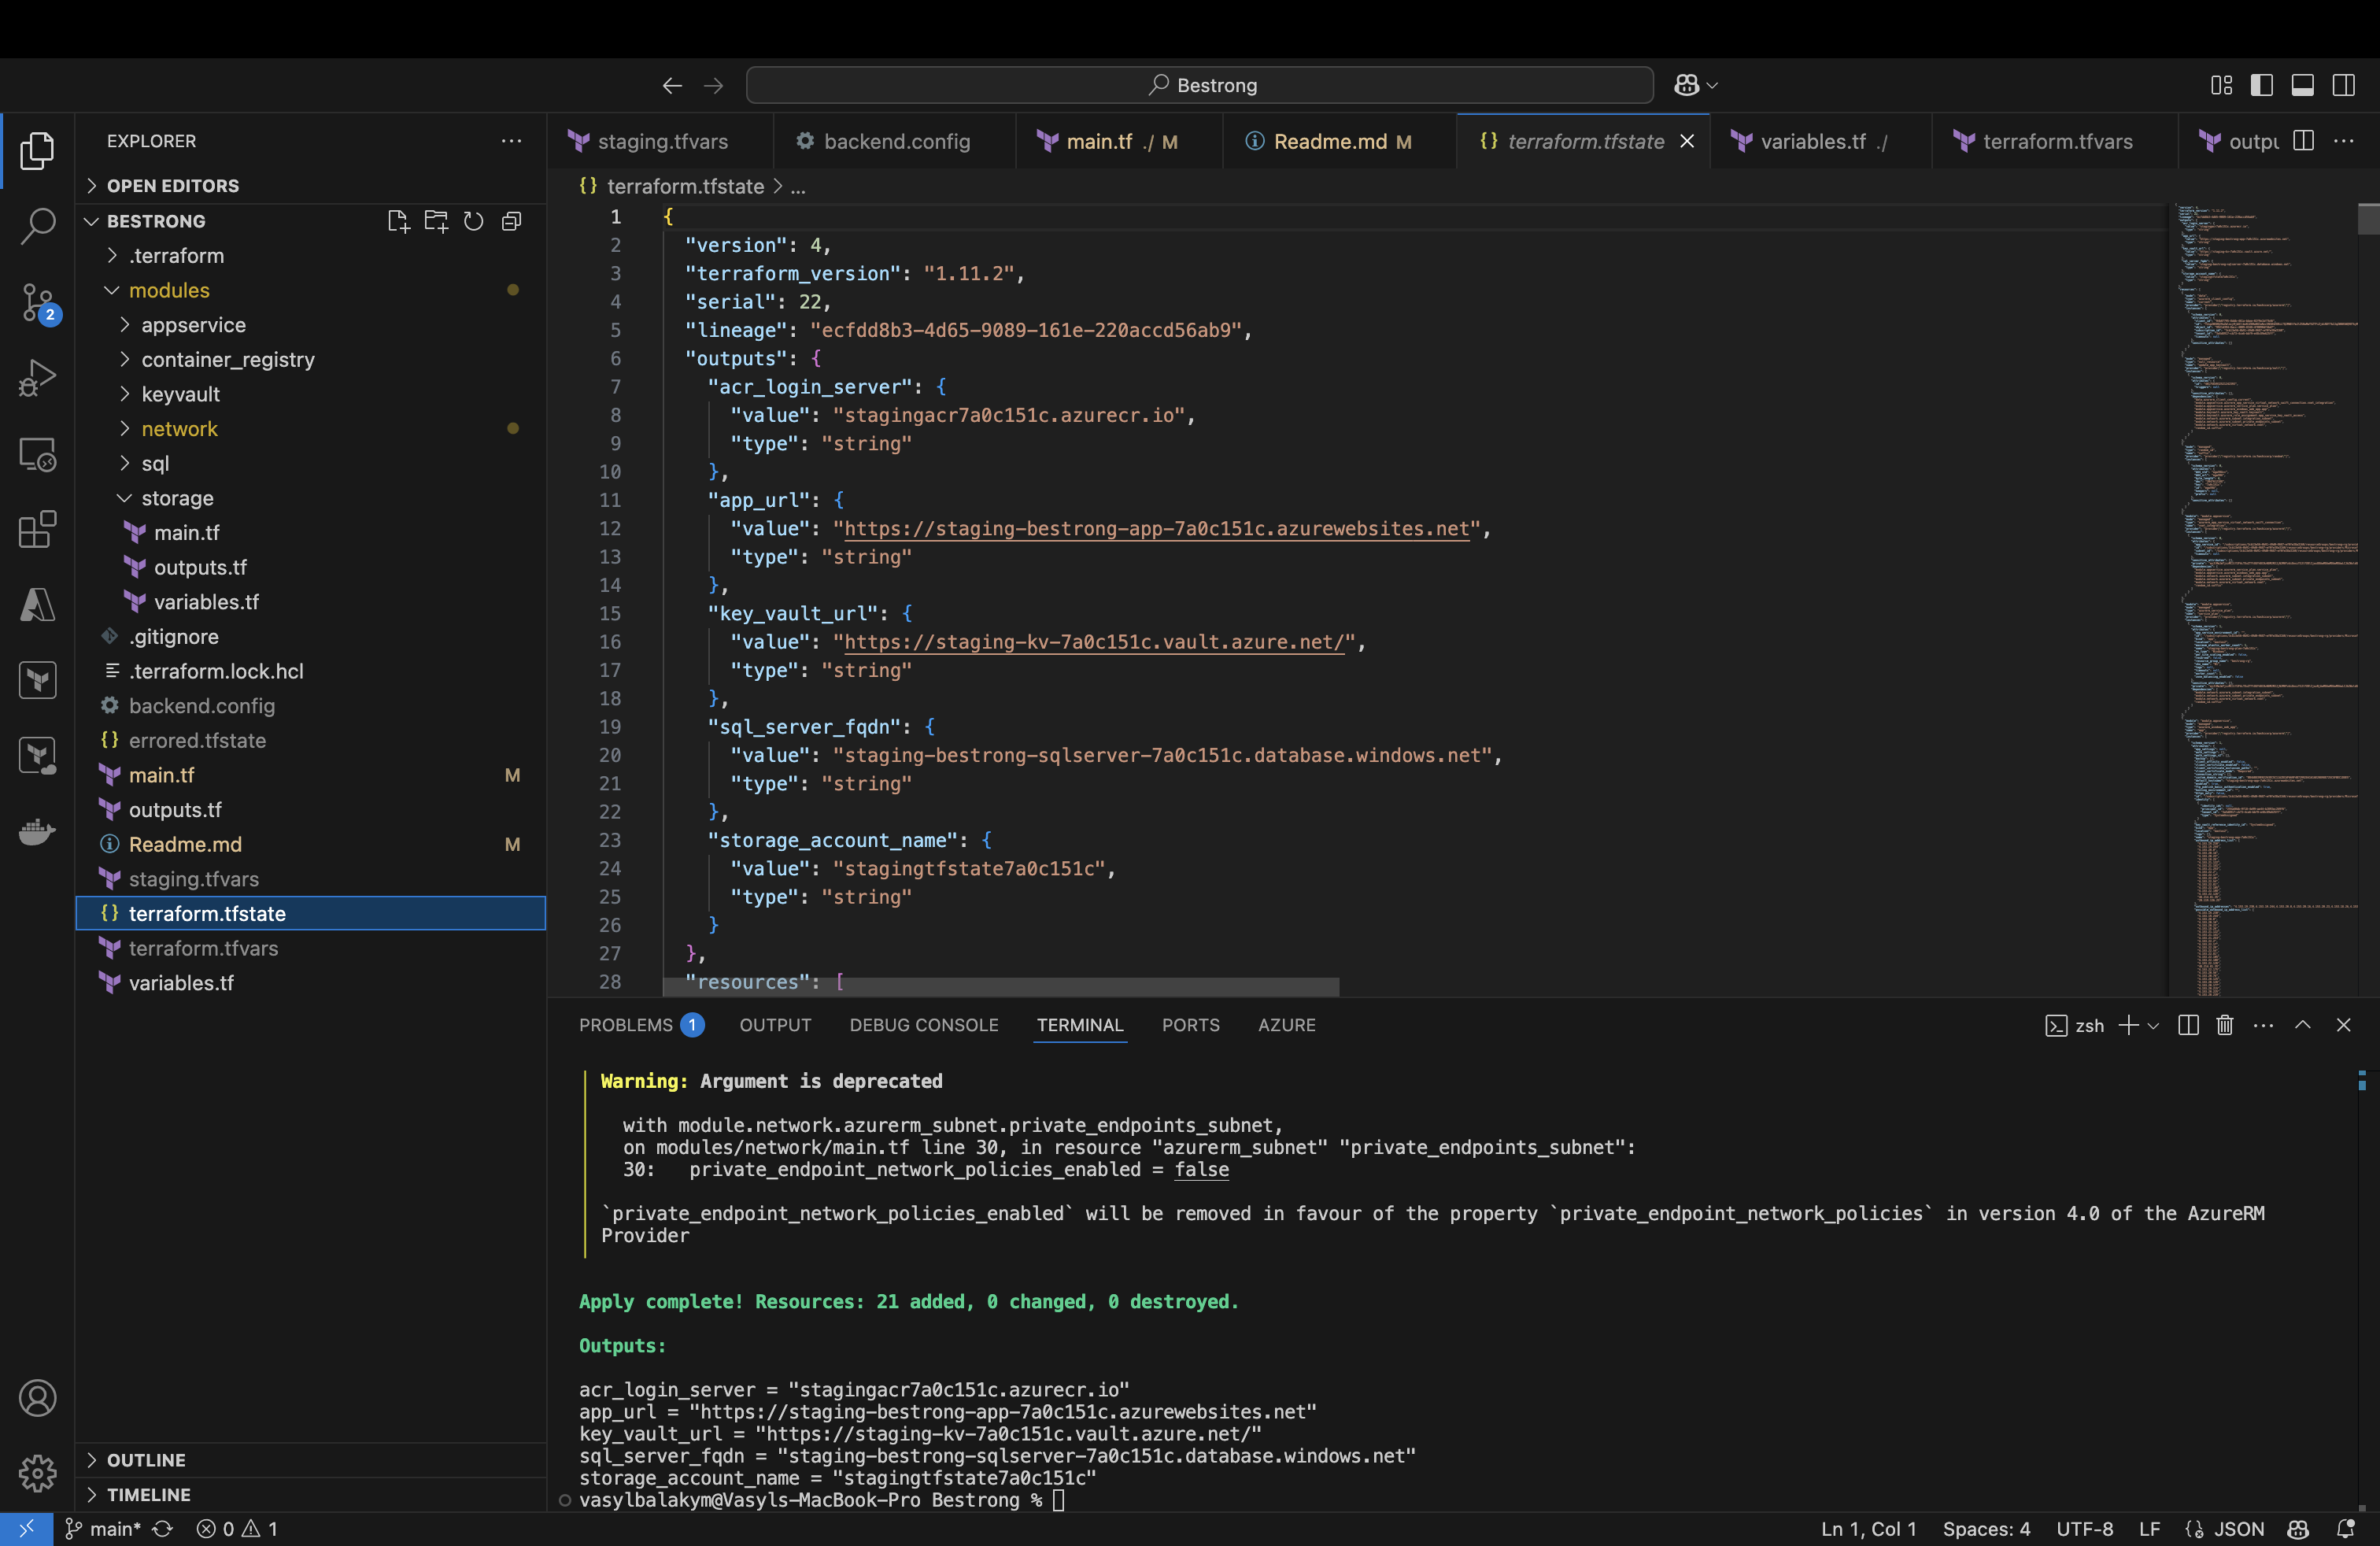 Bestrong
EXPLORER
OPEN EDITORS
BESTRONG
.terraform
modules
appservice
container_registry
keyvault
network
sql
storage
main.tf
outputs.tf
variables.tf
.gitignore
.terraform.lock.hcl
backend.config
errored.tfstate
main.tf M
outputs.tf
Readme.md M
staging.tfvars
terraform.tfstate
terraform.tfvars
variables.tf
OUTLINE
TIMELINE
2
staging.tfvars
backend.config
main.tf ./ M
Readme.md M
terraform.tfstate
variables.tf ./
terraform.tfvars
outpu
terraform.tfstate > ...
1 {
2 "version": 4,
3 "terraform_version": "1.11.2",
4 "serial": 22,
5 "lineage": "ecfdd8b3-4d65-9089-161e-220accd56ab9",
6 "outputs": {
7 "acr_login_server": {
8 "value": "stagingacr7a0c151c.azurecr.io",
9 "type": "string"
10 },
11 "app_url": {
12 "value": "https://staging-bestrong-app-7a0c151c.azurewebsites.net",
13 "type": "string"
14 },
15 "key_vault_url": {
16 "value": "https://staging-kv-7a0c151c.vault.azure.net/",
17 "type": "string"
18 },
19 "sql_server_fqdn": {
20 "value": "staging-bestrong-sqlserver-7a0c151c.database.windows.net",
21 "type": "string"
22 },
23 "storage_account_name": {
24 "value": "stagingtfstate7a0c151c",
25 "type": "string"
26 }
27 },
28 "resources": [
PROBLEMS 1 OUTPUT DEBUG CONSOLE TERMINAL PORTS AZURE
zsh
Warning: Argument is deprecated
with module.network.azurerm_subnet.private_endpoints_subnet,
on modules/network/main.tf line 30, in resource "azurerm_subnet" "private_endpoints_subnet":
30: private_endpoint_network_policies_enabled = false
`private_endpoint_network_policies_enabled` will be removed in favour of the property `private_endpoint_network_policies` in version 4.0 of the AzureRM
Provider
Apply complete! Resources: 21 added, 0 changed, 0 destroyed.
Outputs:
acr_login_server = "stagingacr7a0c151c.azurecr.io"
app_url = "https://staging-bestrong-app-7a0c151c.azurewebsites.net"
key_vault_url = "https://staging-kv-7a0c151c.vault.azure.net/"
sql_server_fqdn = "staging-bestrong-sqlserver-7a0c151c.database.windows.net"
storage_account_name = "stagingtfstate7a0c151c"
vasylbalakym@Vasyls-MacBook-Pro Bestrong %
main* 0 1
Ln 1, Col 1 Spaces: 4 UTF-8 LF JSON